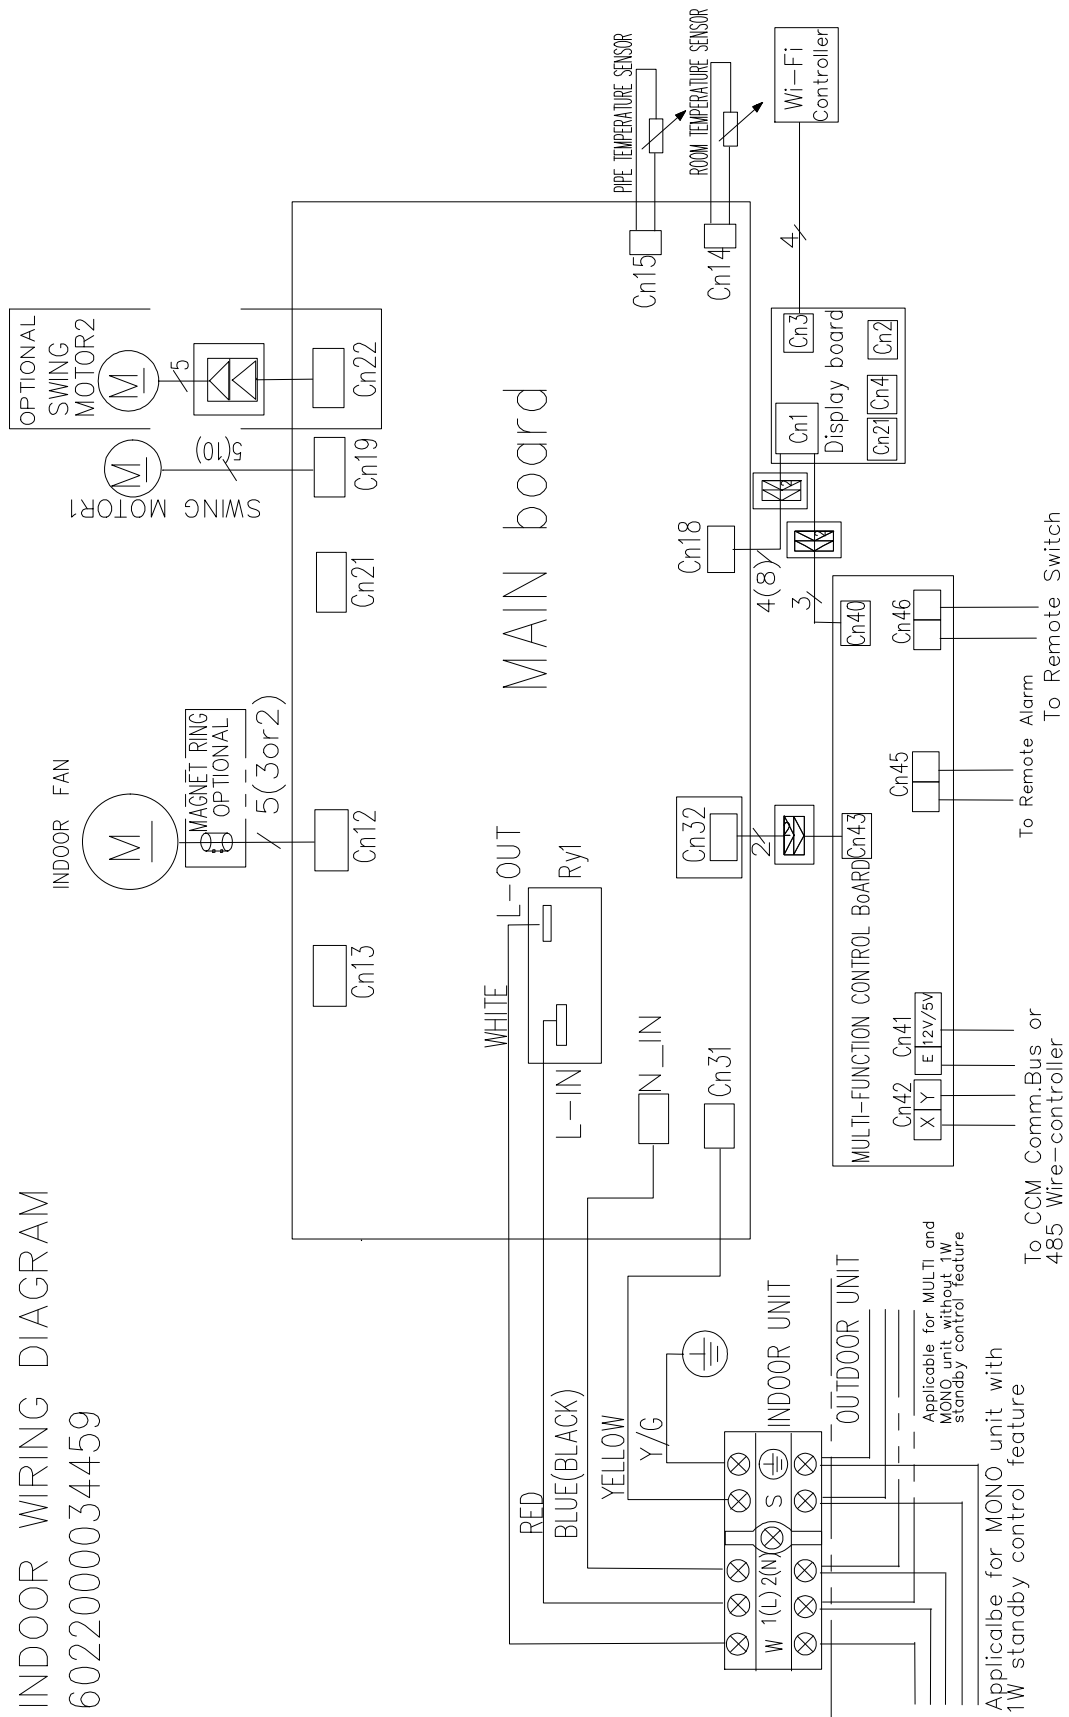 INDOOR WIRING DIAGRAM
602200034459
INDOOR FAN
M
MAGNET RING
OPTIONAL
5(3or2)
Cn13
Cn12
Cn21
SWING MOTOR1
M
5(10)
Cn19
OPTIONAL
SWING
MOTOR2
M
5
Cn22
MAIN board
WHITE
L-OUT
L-IN
Ry1
N_IN
Cn31
Cn32
Cn18
Cn15
PIPE TEMPERATURE SENSOR
Cn14
ROOM TEMPERATURE SENSOR
Wi-Fi
Controller
4
Cn3
Cn1
Display board
Cn2
Cn4
Cn21
4(8)
3
2
RED
BLUE(BLACK)
YELLOW
Y/G
W 1(L) 2(N) S
INDOOR UNIT
OUTDOOR UNIT
Applicable for MULTI and
MONO unit without 1W
standby control feature
Applicalbe for MONO unit with
1W standby control feature
MULTI-FUNCTION CONTROL BoARD
Cn43
Cn40
Cn42
X Y
Cn41
E 12V/5V
Cn45
Cn46
To CCM Comm.Bus or
485 Wire-controller
To Remote Alarm
To Remote Switch